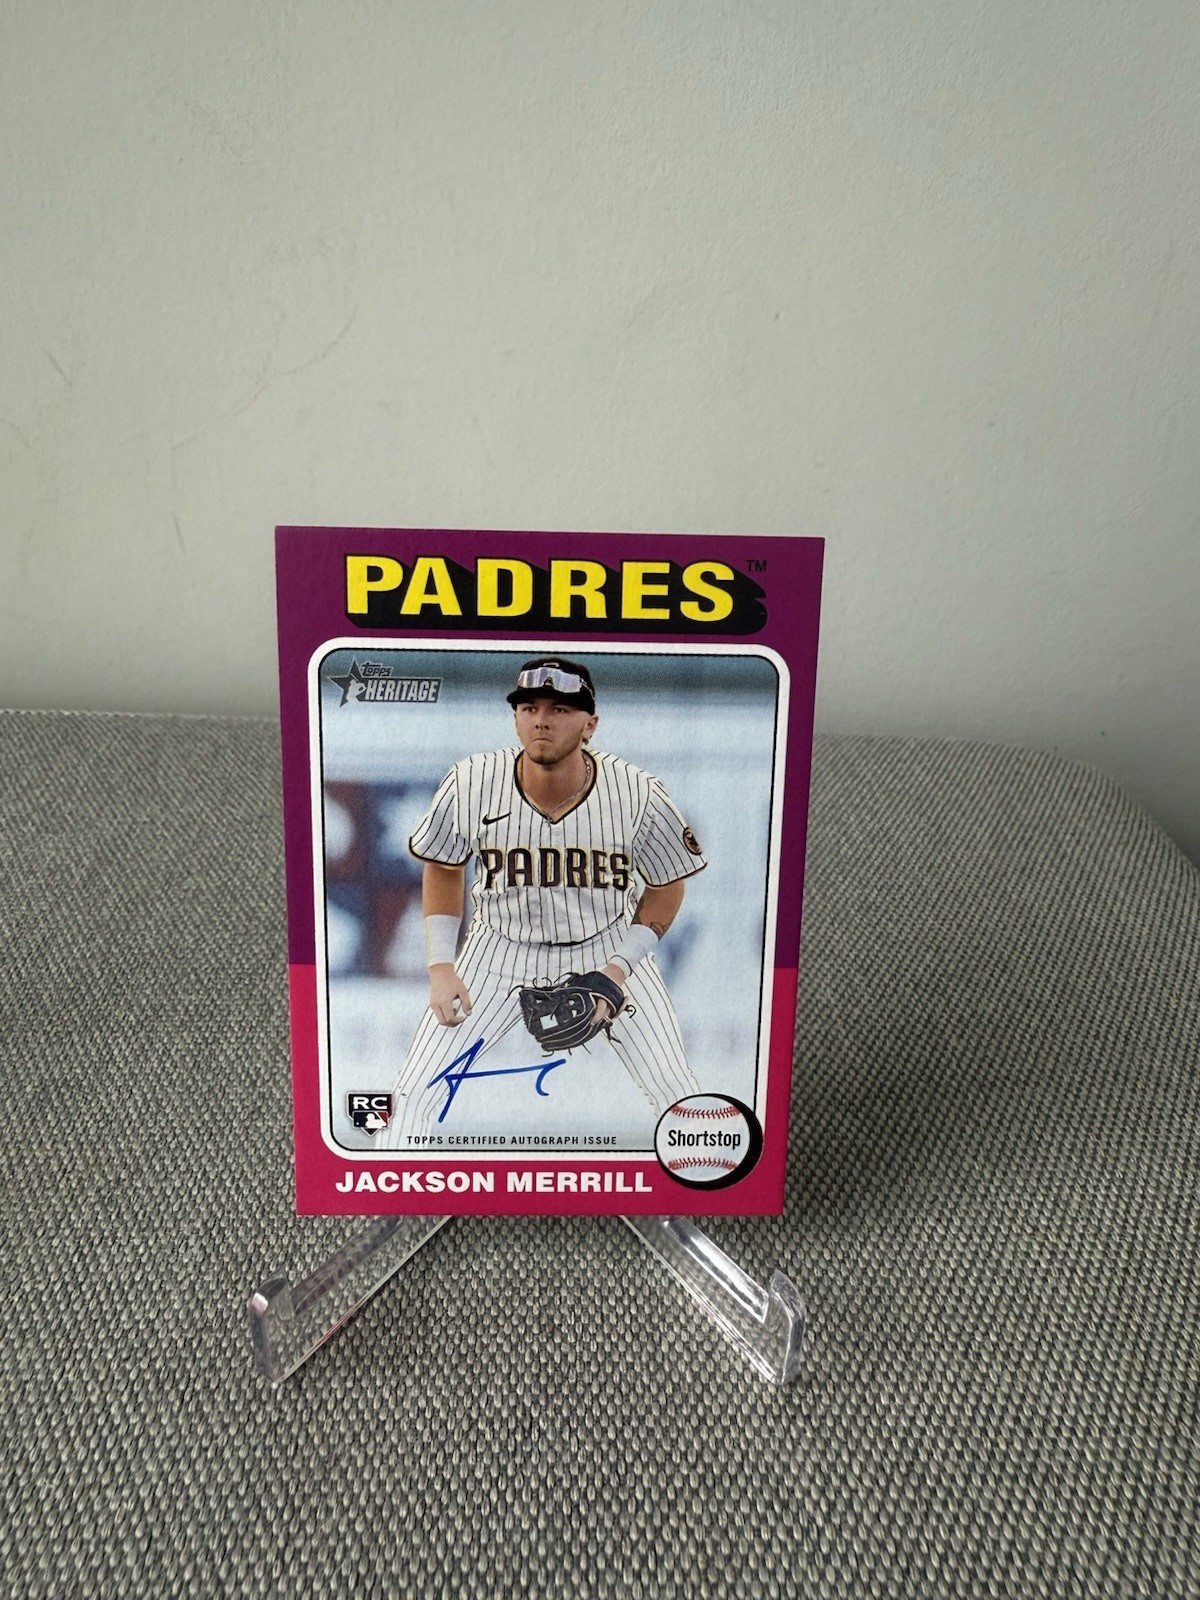 PADRES™
TOPPS
HERITAGE
PADRES
RC
TOPPS CERTIFIED AUTOGRAPH ISSUE
Shortstop
JACKSON MERRILL